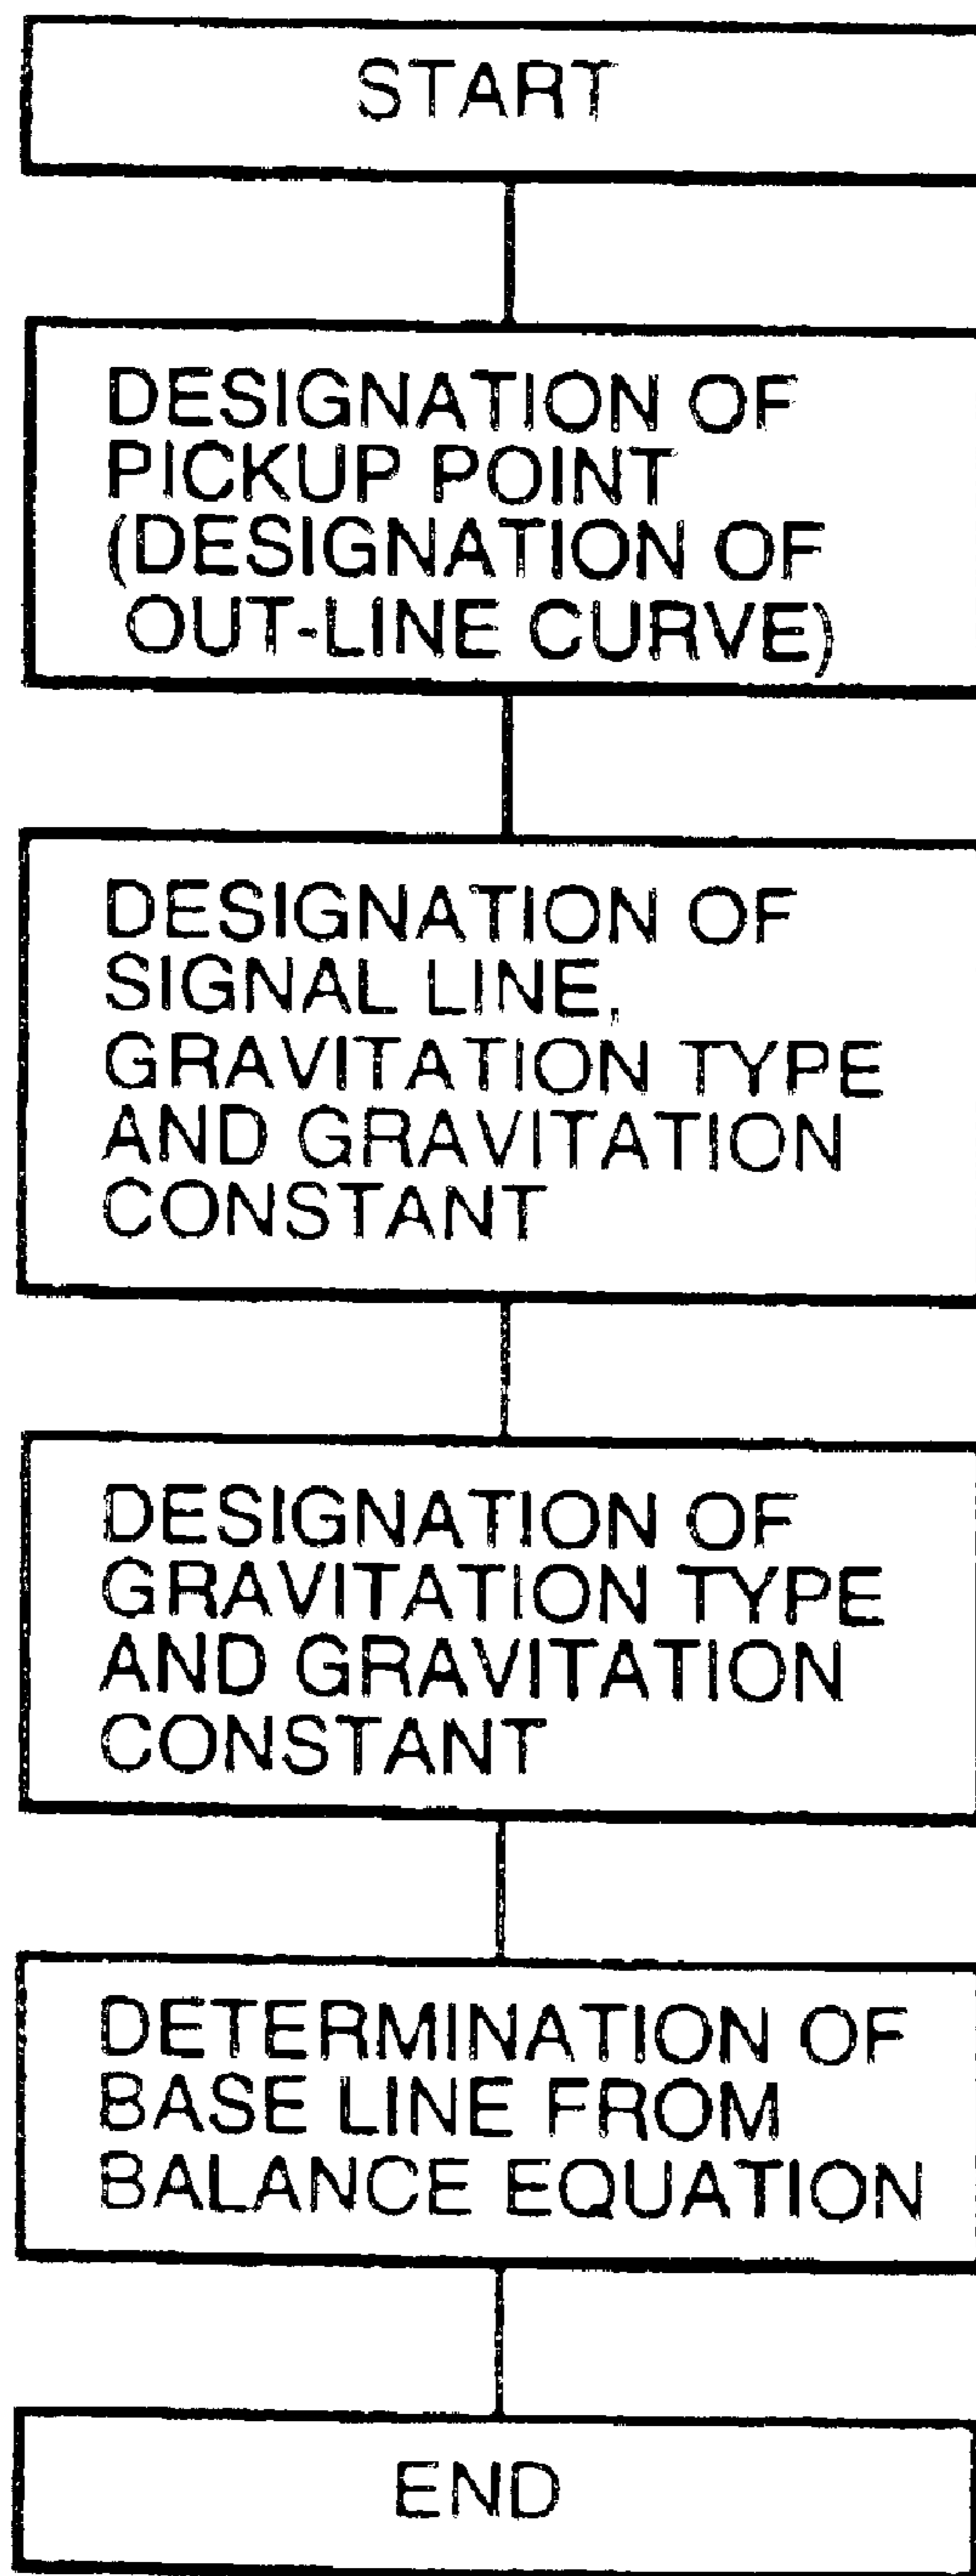 START
DESIGNATION OF
PICKUP POINT
(DESIGNATION OF
OUT-LINE CURVE)
DESIGNATION OF
SIGNAL LINE,
GRAVITATION TYPE
AND GRAVITATION
CONSTANT
DESIGNATION OF
GRAVITATION TYPE
AND GRAVITATION
CONSTANT
DETERMINATION OF
BASE LINE FROM
BALANCE EQUATION
END